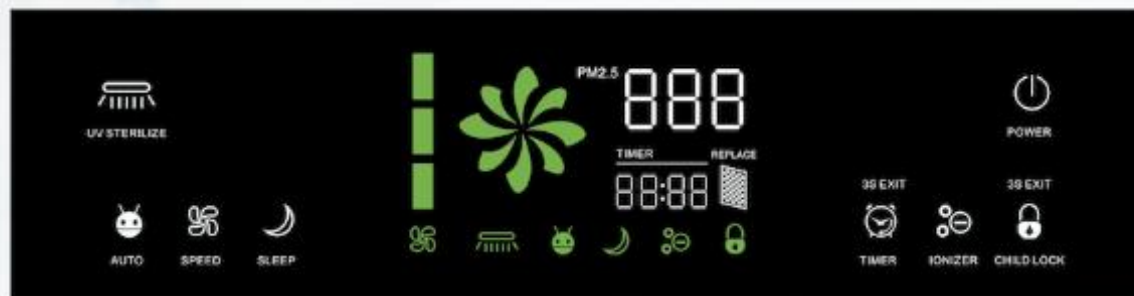 UV STERILIZE
AUTO SPEED SLEEP
PM2.5 888
TIMER REPLACE
88:88
POWER
3S EXIT 3S EXIT
TIMER IONIZER CHILD LOCK